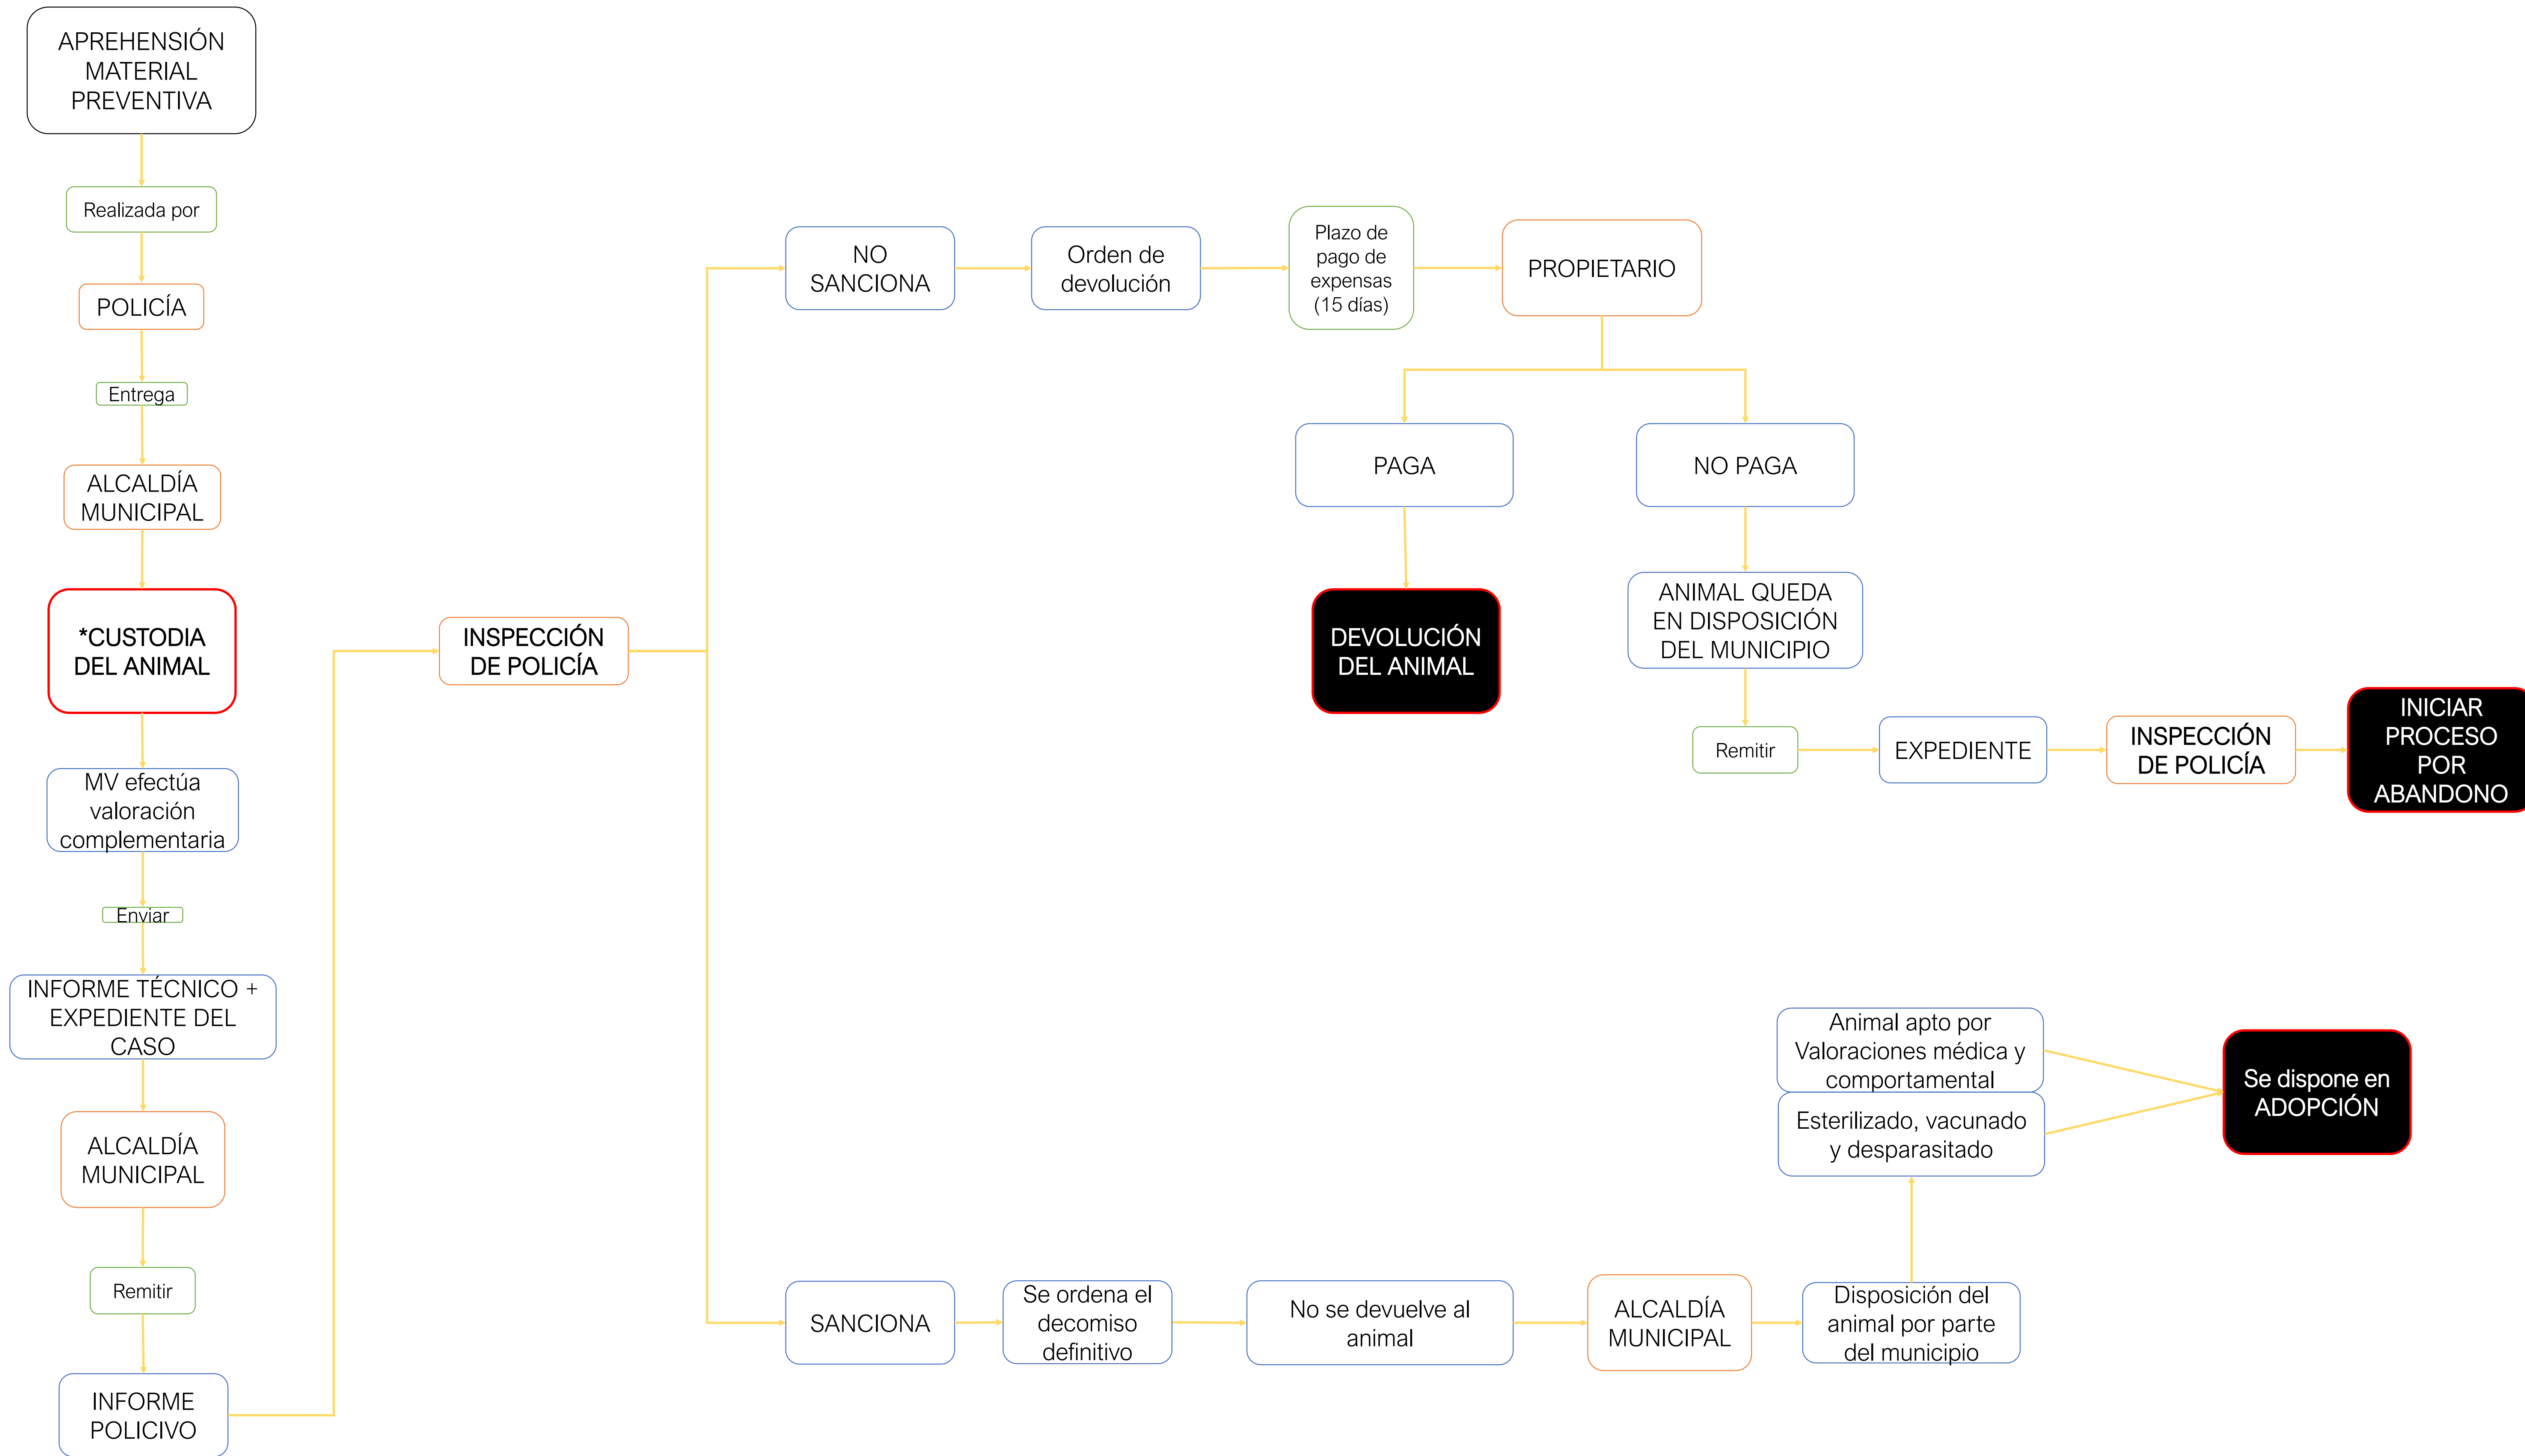 APREHENSIÓN
MATERIAL
PREVENTIVA
Realizada por
POLICÍA
Entrega
ALCALDÍA
MUNICIPAL
*CUSTODIA
DEL ANIMAL
MV efectúa
valoración
complementaria
Enviar
INFORME TÉCNICO +
EXPEDIENTE DEL
CASO
ALCALDÍA
MUNICIPAL
Remitir
INFORME
POLICIVO
INSPECCIÓN
DE POLICÍA
NO
SANCIONA
Orden de
devolución
Plazo de
pago de
expensas
(15 días)
PROPIETARIO
PAGA
DEVOLUCIÓN
DEL ANIMAL
NO PAGA
ANIMAL QUEDA
EN DISPOSICIÓN
DEL MUNICIPIO
Remitir
EXPEDIENTE
INSPECCIÓN
DE POLICÍA
INICIAR
PROCESO
POR
ABANDONO
SANCIONA
Se ordena el
decomiso
definitivo
No se devuelve al
animal
ALCALDÍA
MUNICIPAL
Disposición del
animal por parte
del municipio
Animal apto por
Valoraciones médica y
comportamental
Esterilizado, vacunado
y desparasitado
Se dispone en
ADOPCIÓN